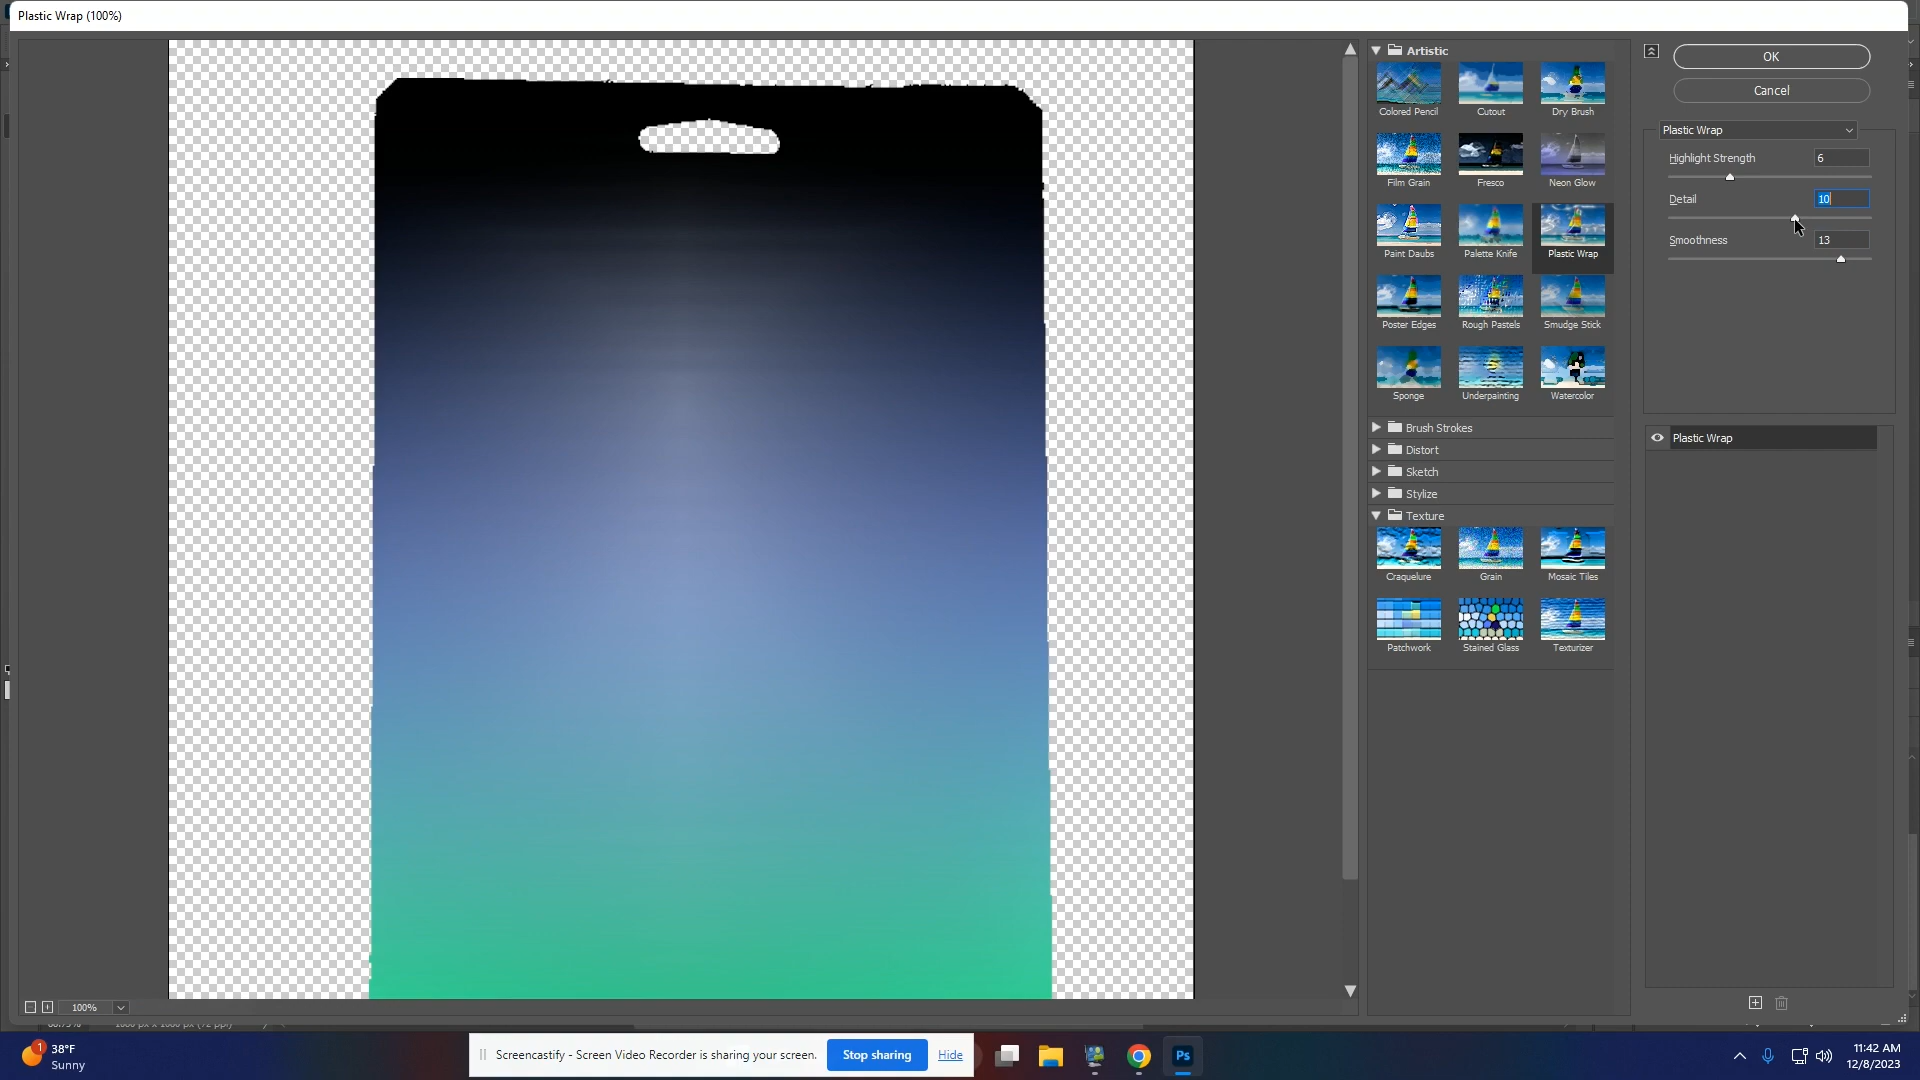 Plastic Wrap (100%)
Artistic
Colored Pencil
Cutout
Dry Brush
Film Grain
Fresco
Neon Glow
Paint Daubs
Palette Knife
Plastic Wrap
Poster Edges
Rough Pastels
Smudge Stick
Sponge
Underpainting
Watercolor
Brush Strokes
Distort
Sketch
Stylize
Texture
Craquelure
Grain
Mosaic Tiles
Patchwork
Stained Glass
Texturizer
OK
Cancel
Plastic Wrap
Highlight Strength 6
Detail 10
Smoothness 13
Plastic Wrap
100%
1
38°F
Sunny
Screencastify - Screen Video Recorder is sharing your screen.
Stop sharing
Hide
Ps
11:42 AM
12/8/2023